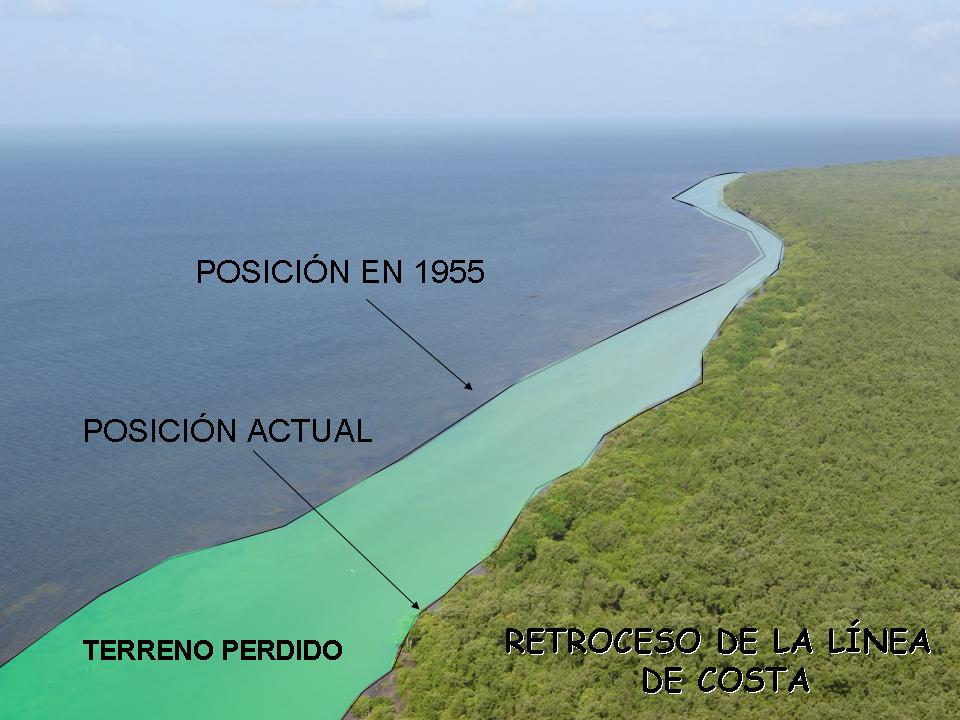 POSICIÓN EN 1955
POSICIÓN ACTUAL
TERRENO PERDIDO
RETROCESO DE LA LÍNEA
DE COSTA